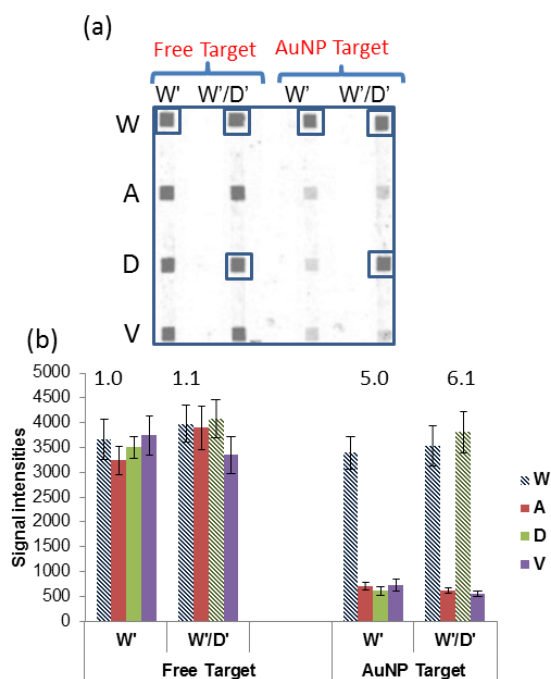 (a)
Free Target AuNP Target
W' W'/D' W' W'/D'
W
A
D
V
(b)
5000
4500
4000
3500
3000
2500
2000
1500
1000
500
0
Signal intensities
1.0 1.1 5.0 6.1
W
A
D
V
W' W'/D' W' W'/D'
Free Target AuNP Target